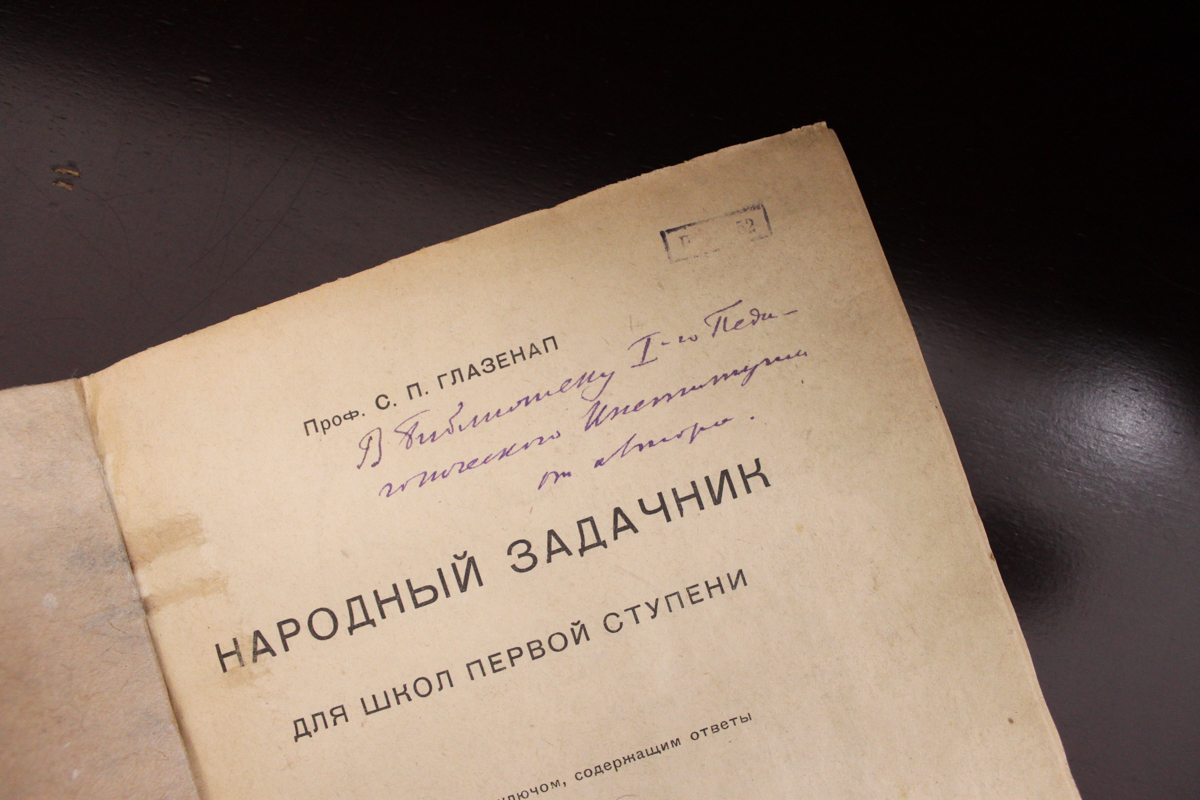 Проф. С. П. ГЛАЗЕНАП
В Библиотеку I-го Педа-
гогического Института
от автора.
НАРОДНЫЙ ЗАДАЧНИК
ДЛЯ ШКОЛ ПЕРВОЙ СТУПЕНИ
ключом, содержащим ответы